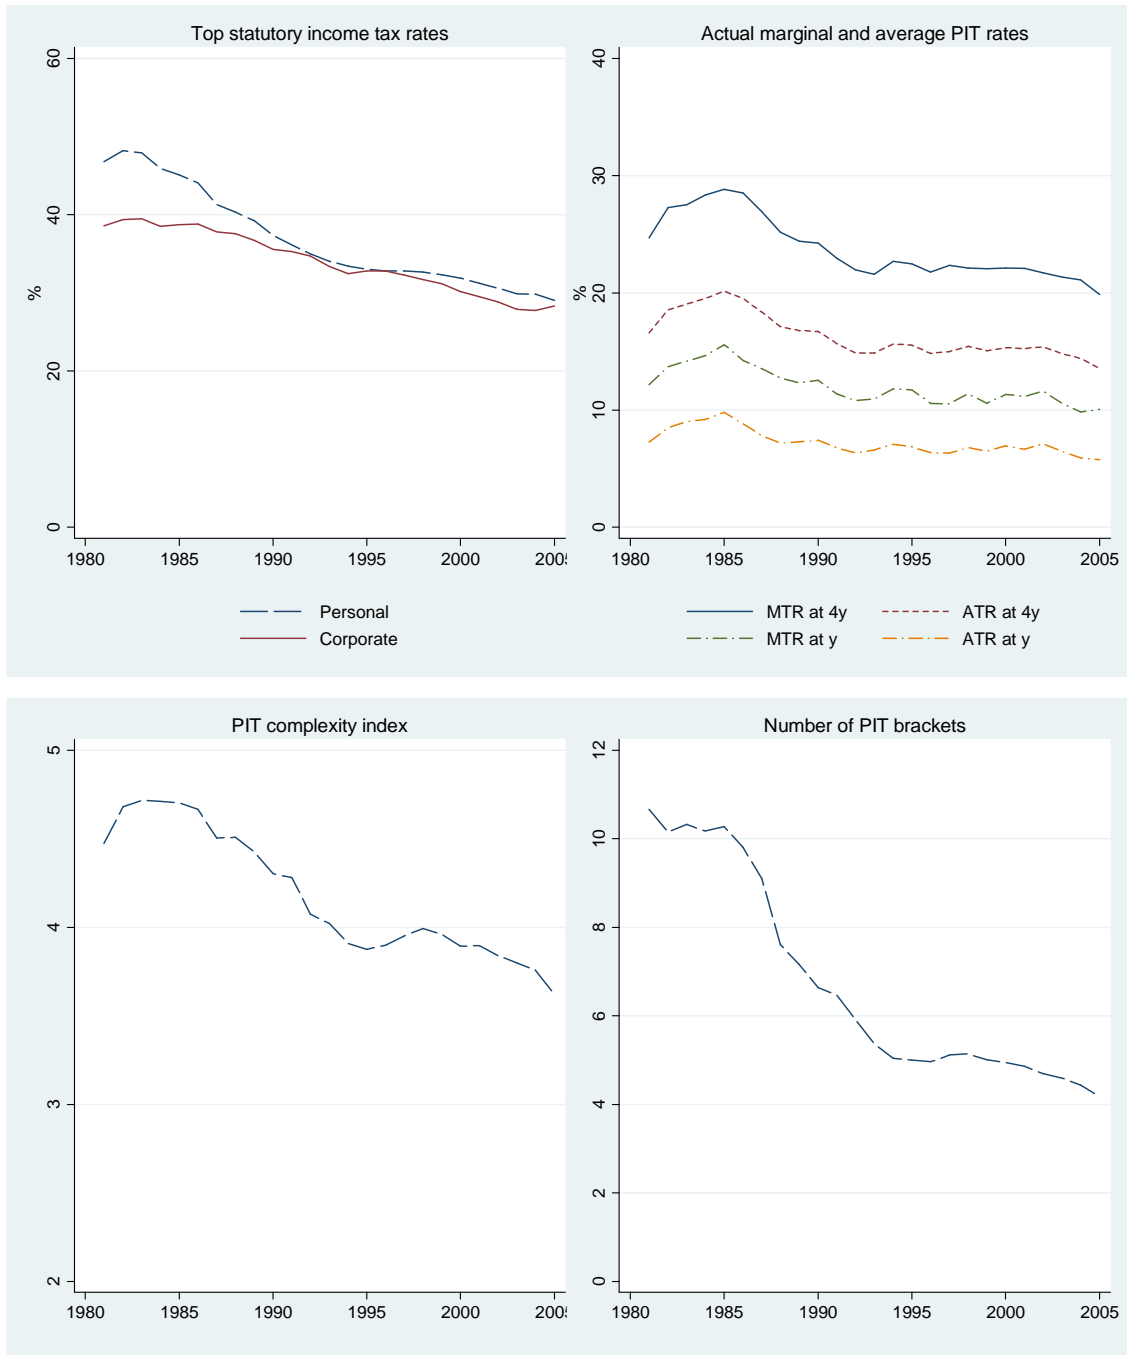 Top statutory income tax rates
%
60
40
20
0
1980 1985 1990 1995 2000 2005
Personal
Corporate
Actual marginal and average PIT rates
%
40
30
20
10
0
1980 1985 1990 1995 2000 2005
MTR at 4y ATR at 4y
MTR at y ATR at y
PIT complexity index
5
4
3
2
1980 1985 1990 1995 2000 2005
Number of PIT brackets
12
10
8
6
4
2
0
1980 1985 1990 1995 2000 2005